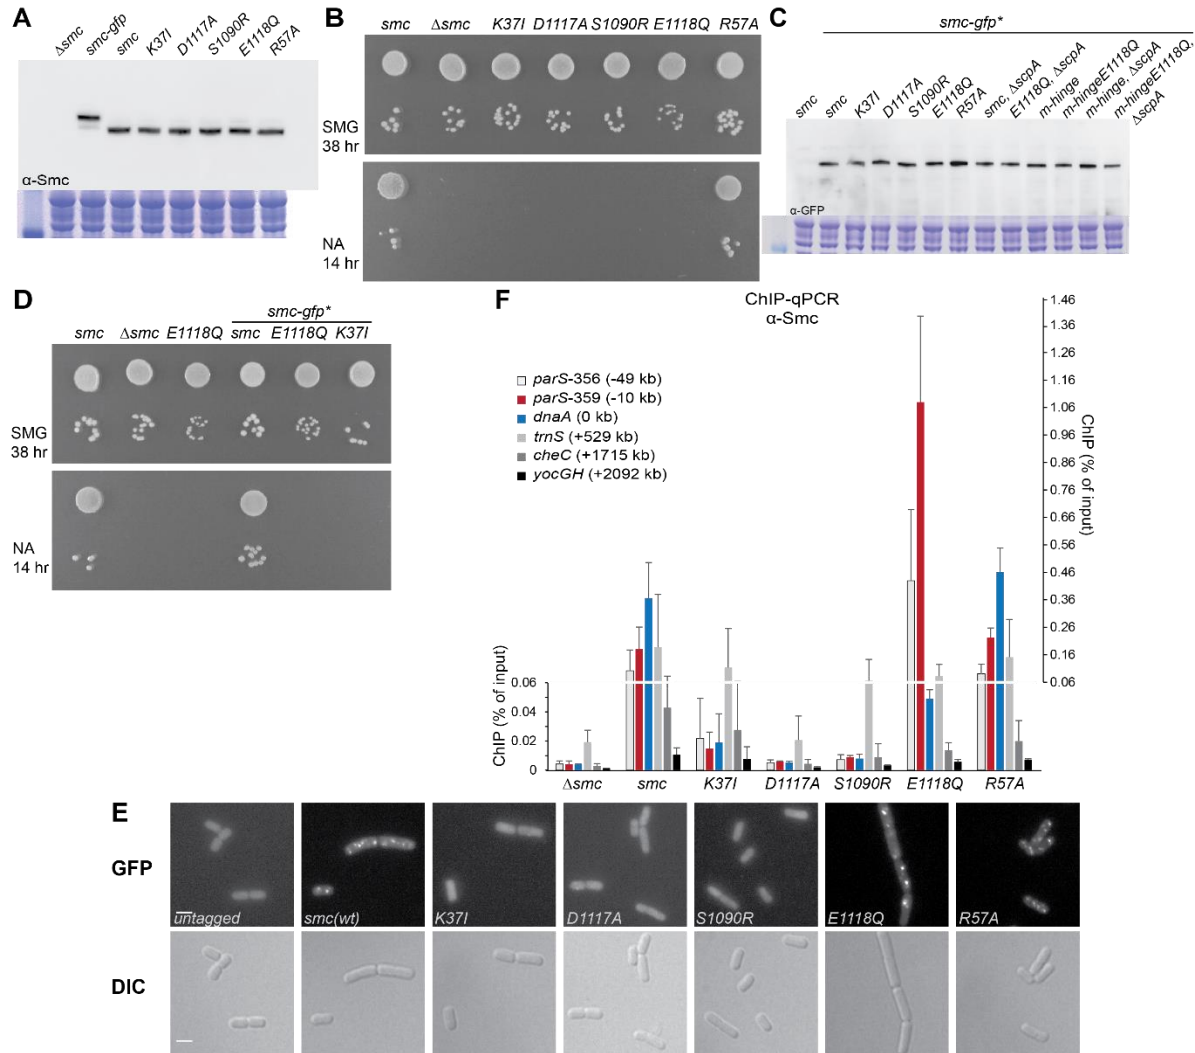 A
Δsmc
smc-gfp
smc
K37I
D1117A
S1090R
E1118Q
R57A
α-Smc
B
smc
Δsmc
K37I
D1117A
S1090R
E1118Q
R57A
SMG
38 hr
NA
14 hr
C
smc-gfp*
smc
smc
K37I
D1117A
S1090R
E1118Q
R57A
smc, ΔscpA
E1118Q, ΔscpA
m-hinge
m-hingeE1118Q
m-hinge, ΔscpA
m-hingeE1118Q,
ΔscpA
α-GFP
D
smc-gfp*
smc
Δsmc
E1118Q
smc
E1118Q
K37I
SMG
38 hr
NA
14 hr
F
ChIP-qPCR
α-Smc
parS-356 (-49 kb)
parS-359 (-10 kb)
dnaA (0 kb)
trnS (+529 kb)
cheC (+1715 kb)
yocGH (+2092 kb)
1.46
1.36
1.26
1.16
1.06
0.96
0.86
0.76
0.66
0.56
0.46
0.36
0.26
0.16
0.06
ChIP (% of input)
ChIP (% of input)
0.06
0.04
0.02
0
Δsmc
smc
K37I
D1117A
S1090R
E1118Q
R57A
E
GFP
untagged
smc(wt)
K37I
D1117A
S1090R
E1118Q
R57A
DIC